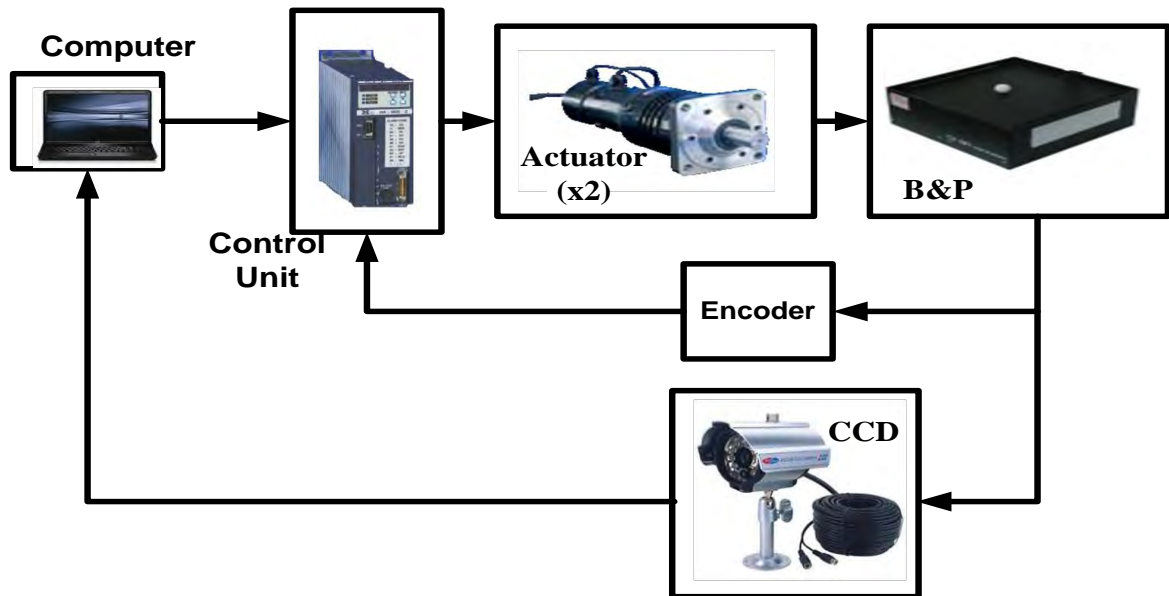 Computer
Control
Unit
Actuator
(x2)
B&P
Encoder
CCD